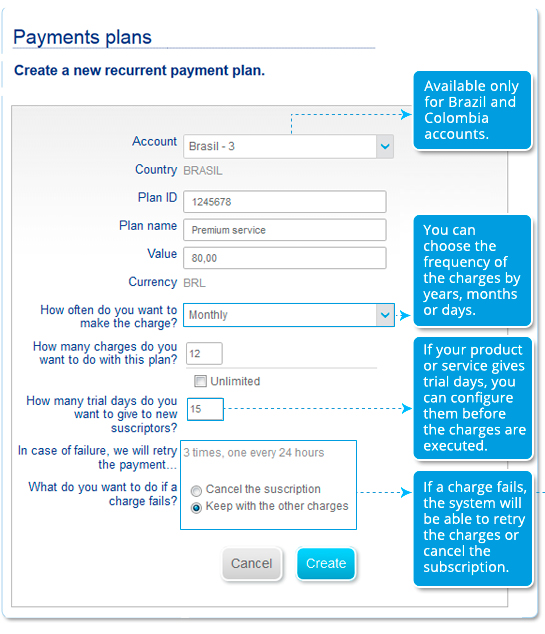 Payments plans
Create a new recurrent payment plan.
Available only
for Brazil and
Colombia
accounts.
Account
Brasil - 3
Country
BRASIL
Plan ID
1245678
Plan name
Premium service
Value
80,00
Currency
BRL
You can
choose the
frequency of
the charges by
years, months
or days.
How often do you want to
make the charge?
Monthly
How many charges do you
want to do with this plan?
12
Unlimited
If your product
or service gives
trial days, you
can configure
them before
the charges are
executed.
How many trial days do you
want to give to new
suscriptors?
15
In case of failure, we will retry
the payment...
3 times, one every 24 hours
What do you want to do if a
charge fails?
Cancel the suscription
Keep with the other charges
If a charge fails,
the system will
be able to retry
the charges or
cancel the
subscription.
Cancel
Create